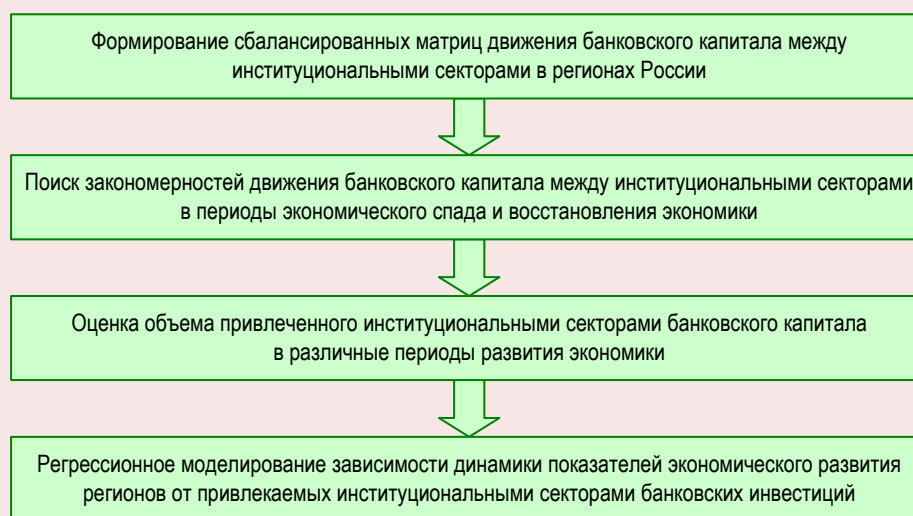 Формирование сбалансированных матриц движения банковского капитала между
институциональными секторами в регионах России
Поиск закономерностей движения банковского капитала между институциональными секторами
в периоды экономического спада и восстановления экономики
Оценка объема привлеченного институциональными секторами банковского капитала
в различные периоды развития экономики
Регрессионное моделирование зависимости динамики показателей экономического развития
регионов от привлекаемых институциональными секторами банковских инвестиций